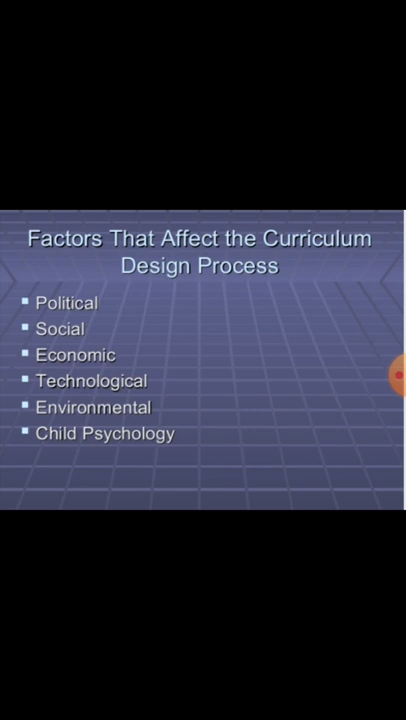 Factors That Affect the Curriculum
Design Process
Political
Social
Economic
Technological
Environmental
Child Psychology